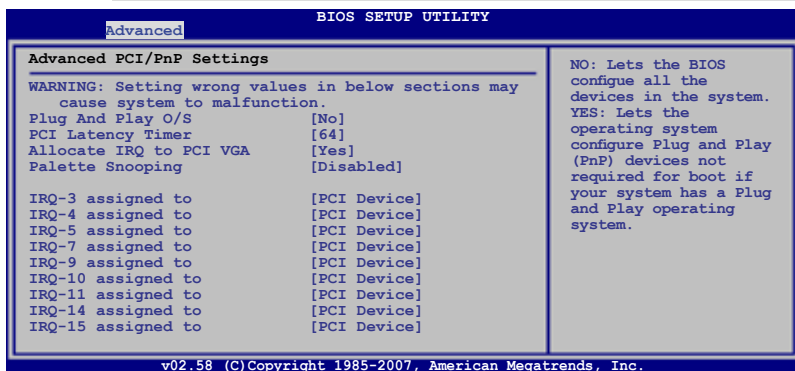 BIOS SETUP UTILITY
Advanced
Advanced PCI/PnP Settings
WARNING: Setting wrong values in below sections may
cause system to malfunction.
Plug And Play O/S [No]
PCI Latency Timer [64]
Allocate IRQ to PCI VGA [Yes]
Palette Snooping [Disabled]
IRQ-3 assigned to [PCI Device]
IRQ-4 assigned to [PCI Device]
IRQ-5 assigned to [PCI Device]
IRQ-7 assigned to [PCI Device]
IRQ-9 assigned to [PCI Device]
IRQ-10 assigned to [PCI Device]
IRQ-11 assigned to [PCI Device]
IRQ-14 assigned to [PCI Device]
IRQ-15 assigned to [PCI Device]
NO: Lets the BIOS
configue all the
devices in the system.
YES: Lets the
operating system
configure Plug and Play
(PnP) devices not
required for boot if
your system has a Plug
and Play operating
system.
v02.58 (C)Copyright 1985-2007, American Megatrends, Inc.